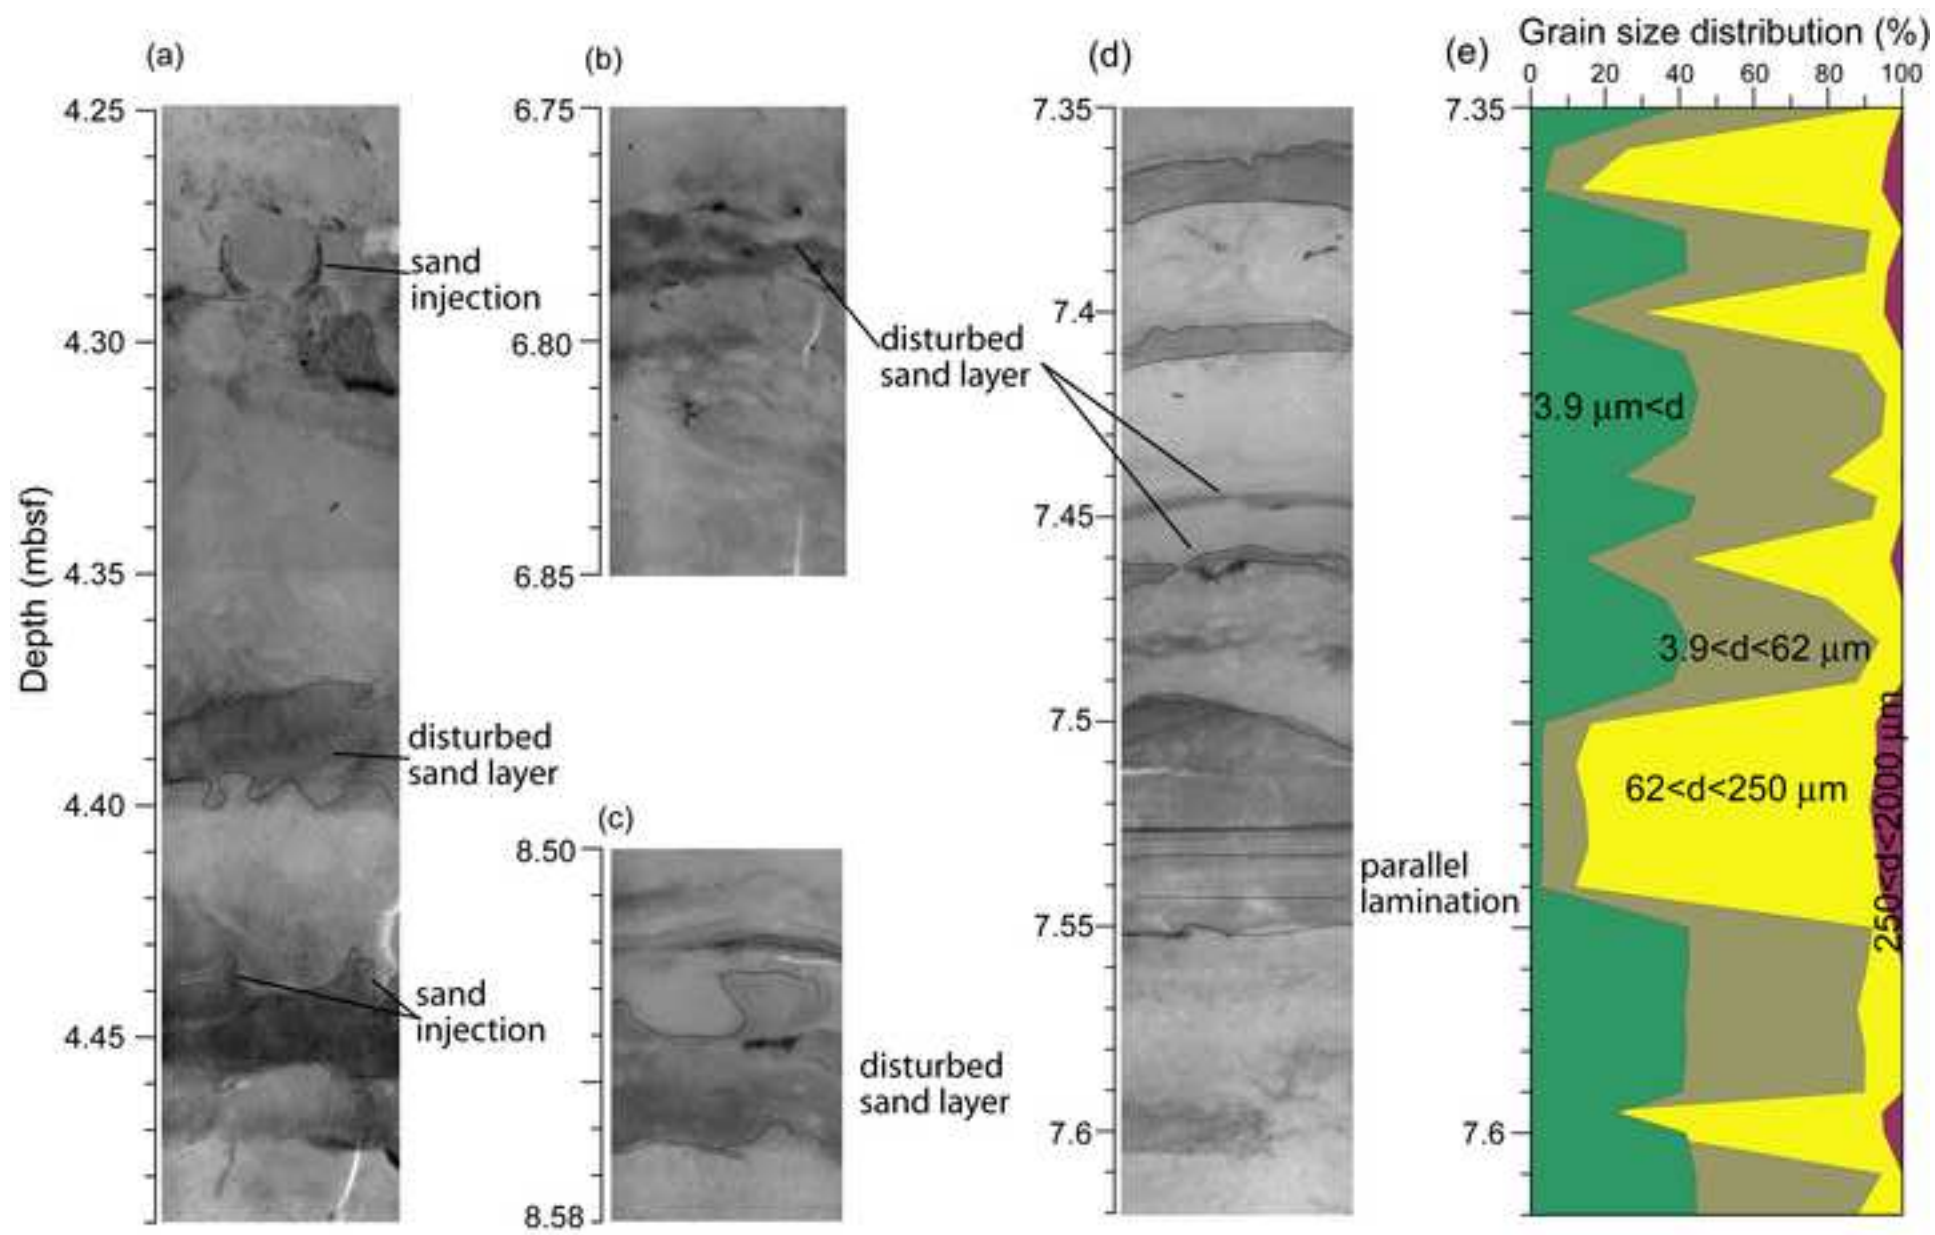 (a)
(b)
(d)
(e)
Grain size distribution (%)
0 20 40 60 80 100
4.25
4.30
4.35
4.40
4.45
Depth (mbsf)
sand
injection
disturbed
sand layer
sand
injection
6.75
6.80
6.85
disturbed
sand layer
(c)
8.50
8.58
disturbed
sand layer
7.35
7.4
7.45
7.5
7.55
7.6
parallel
lamination
7.35
7.6
3.9 μm<d
3.9<d<62 μm
62<d<250 μm
250<d<2000 μm